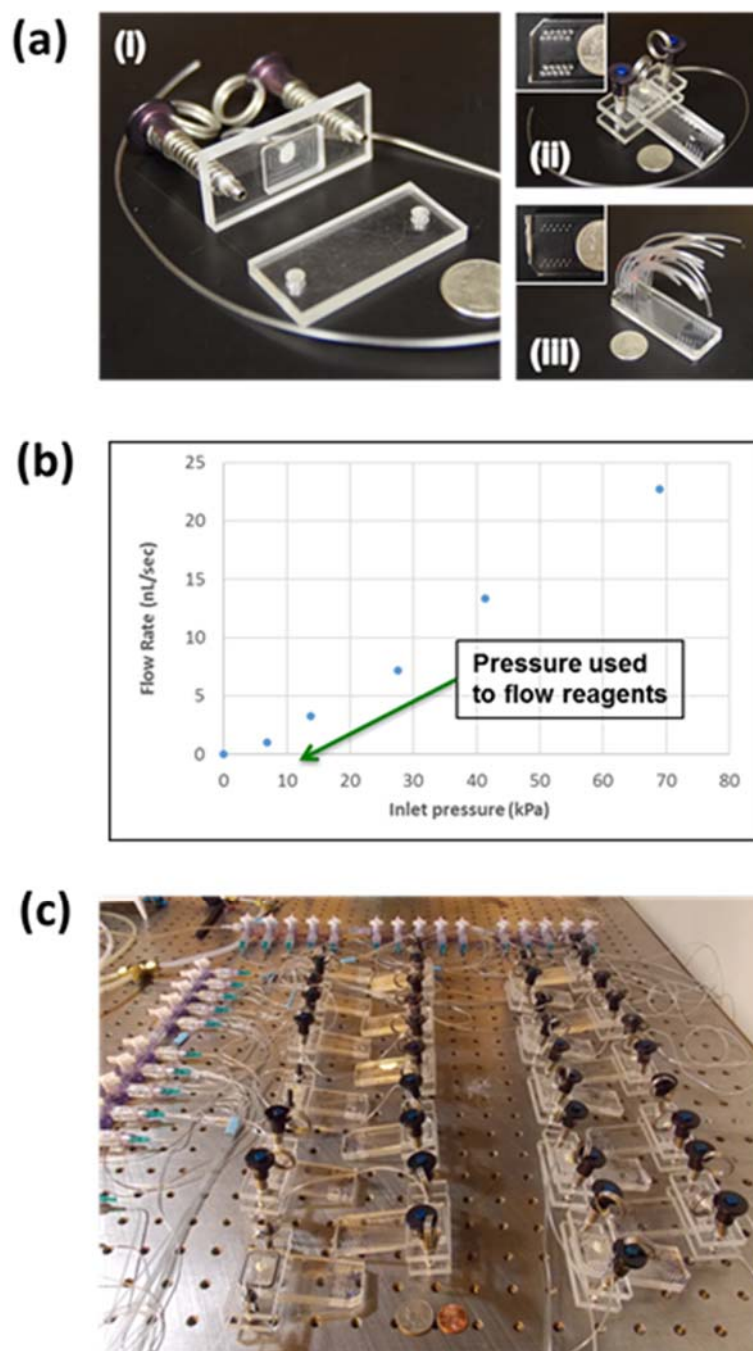 (a)
(i)
(ii)
(iii)
(b)
25
20
15
10
5
0
Flow Rate (nL/sec)
Pressure used
to flow reagents
0 10 20 30 40 50 60 70 80
Inlet pressure (kPa)
(c)